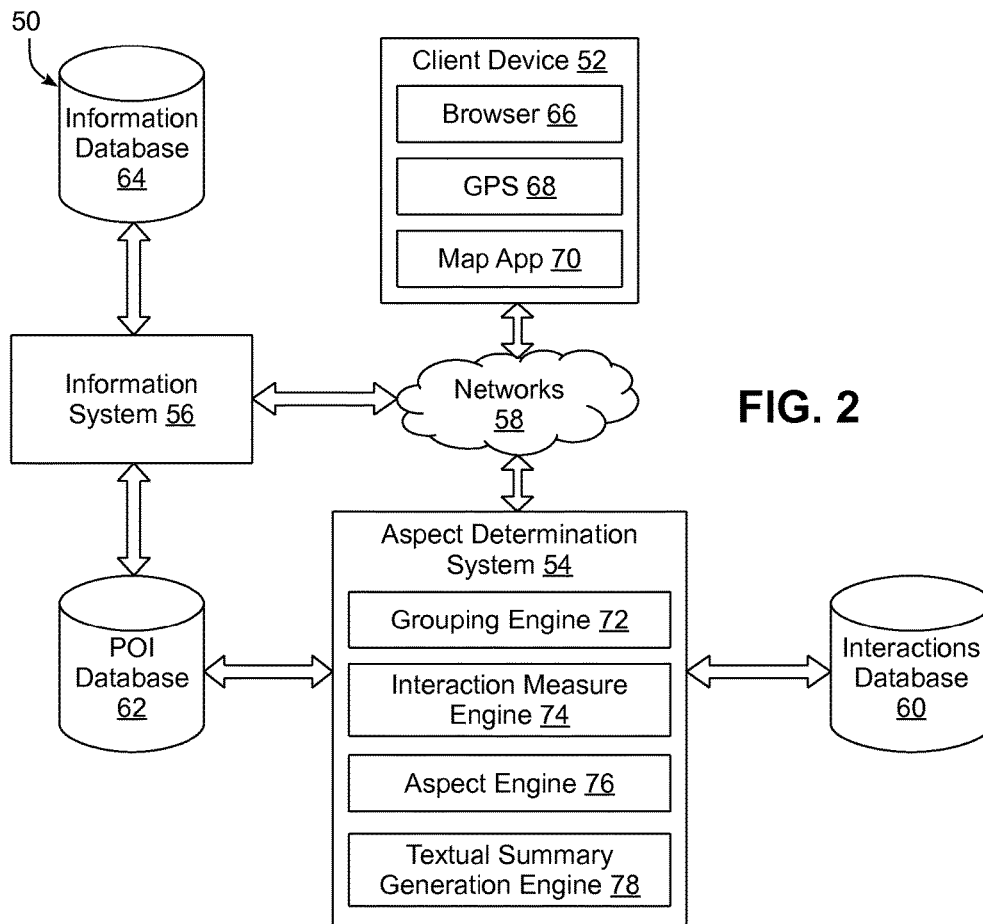 50
Information
Database
64
Client Device 52
Browser 66
GPS 68
Map App 70
Information
System 56
Networks
58
FIG. 2
Aspect Determination
System 54
Grouping Engine 72
Interaction Measure
Engine 74
Aspect Engine 76
Textual Summary
Generation Engine 78
POI
Database
62
Interactions
Database
60